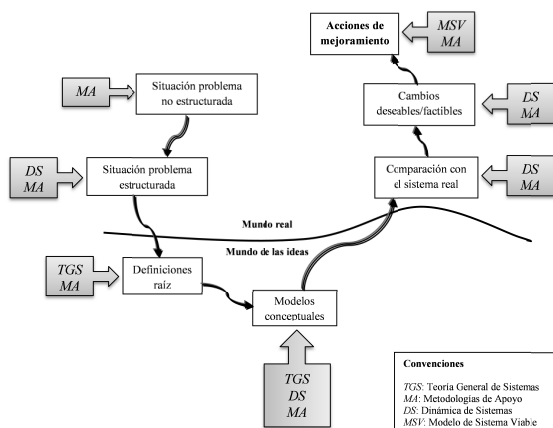 Acciones de
mejoramiento
MSV
MA
MA
Situación problema
no estructurada
Cambios
deseables/factibles
DS
MA
DS
MA
Situación problema
estructurada
Comparación con
el sistema real
DS
MA
Mundo real
Mundo de las ideas
TGS
MA
Definiciones
raíz
Modelos
conceptuales
TGS
DS
MA
Convenciones
TGS: Teoría General de Sistemas
MA: Metodologías de Apoyo
DS: Dinámica de Sistemas
MSV: Modelo de Sistema Viable